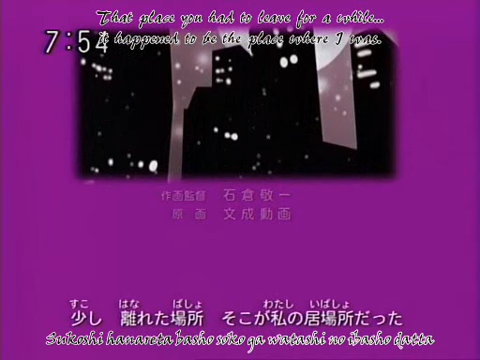 That place you had to leave for a while...
7:54
it happened to be the place where I was.
作画監督 石倉敬一
原画 文成動画
すこ はな ばしょ わたし いばしょ
少し 離れた場所 そこが私の居場所だった
Sukoshi hanareta basho soko ga watashi no ibasho datta